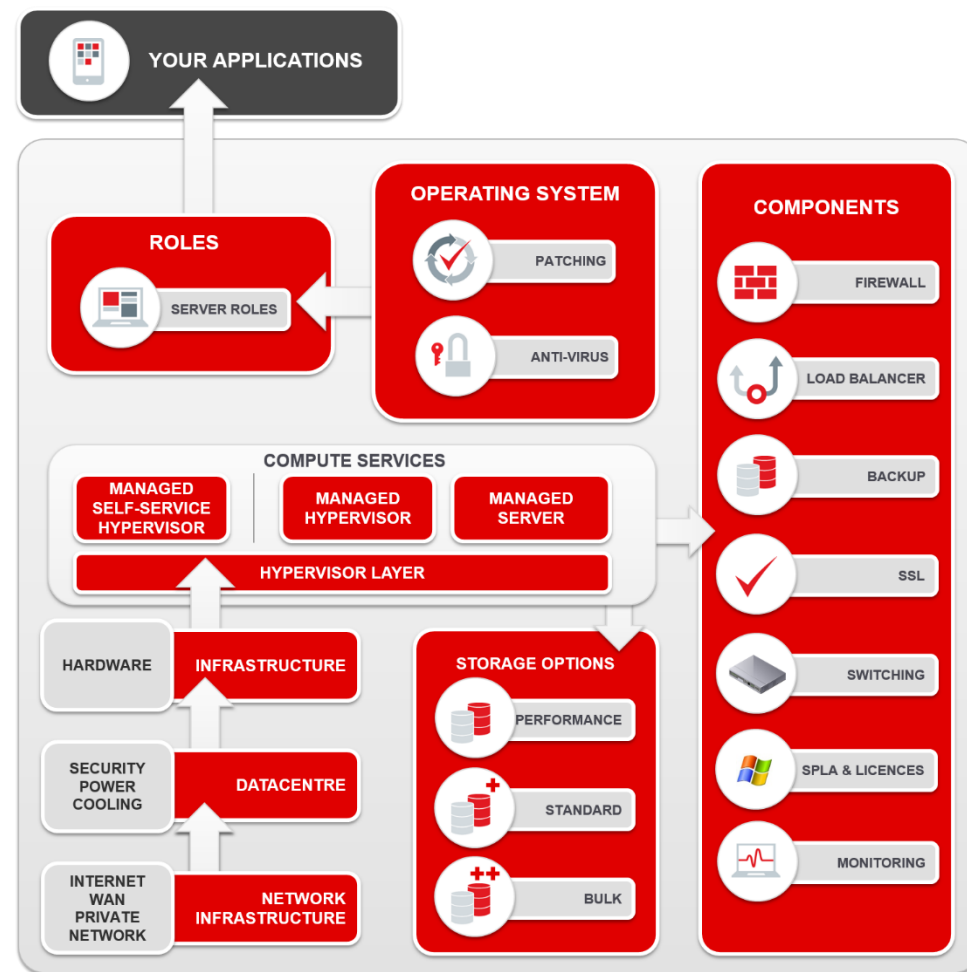 YOUR APPLICATIONS
ROLES
SERVER ROLES
OPERATING SYSTEM
PATCHING
ANTI-VIRUS
COMPONENTS
FIREWALL
LOAD BALANCER
BACKUP
SSL
SWITCHING
SPLA & LICENCES
MONITORING
COMPUTE SERVICES
MANAGED
SELF-SERVICE
HYPERVISOR
MANAGED
HYPERVISOR
MANAGED
SERVER
HYPERVISOR LAYER
HARDWARE
INFRASTRUCTURE
SECURITY
POWER
COOLING
DATACENTRE
INTERNET
WAN
PRIVATE
NETWORK
NETWORK
INFRASTRUCTURE
STORAGE OPTIONS
PERFORMANCE
+
STANDARD
++
BULK